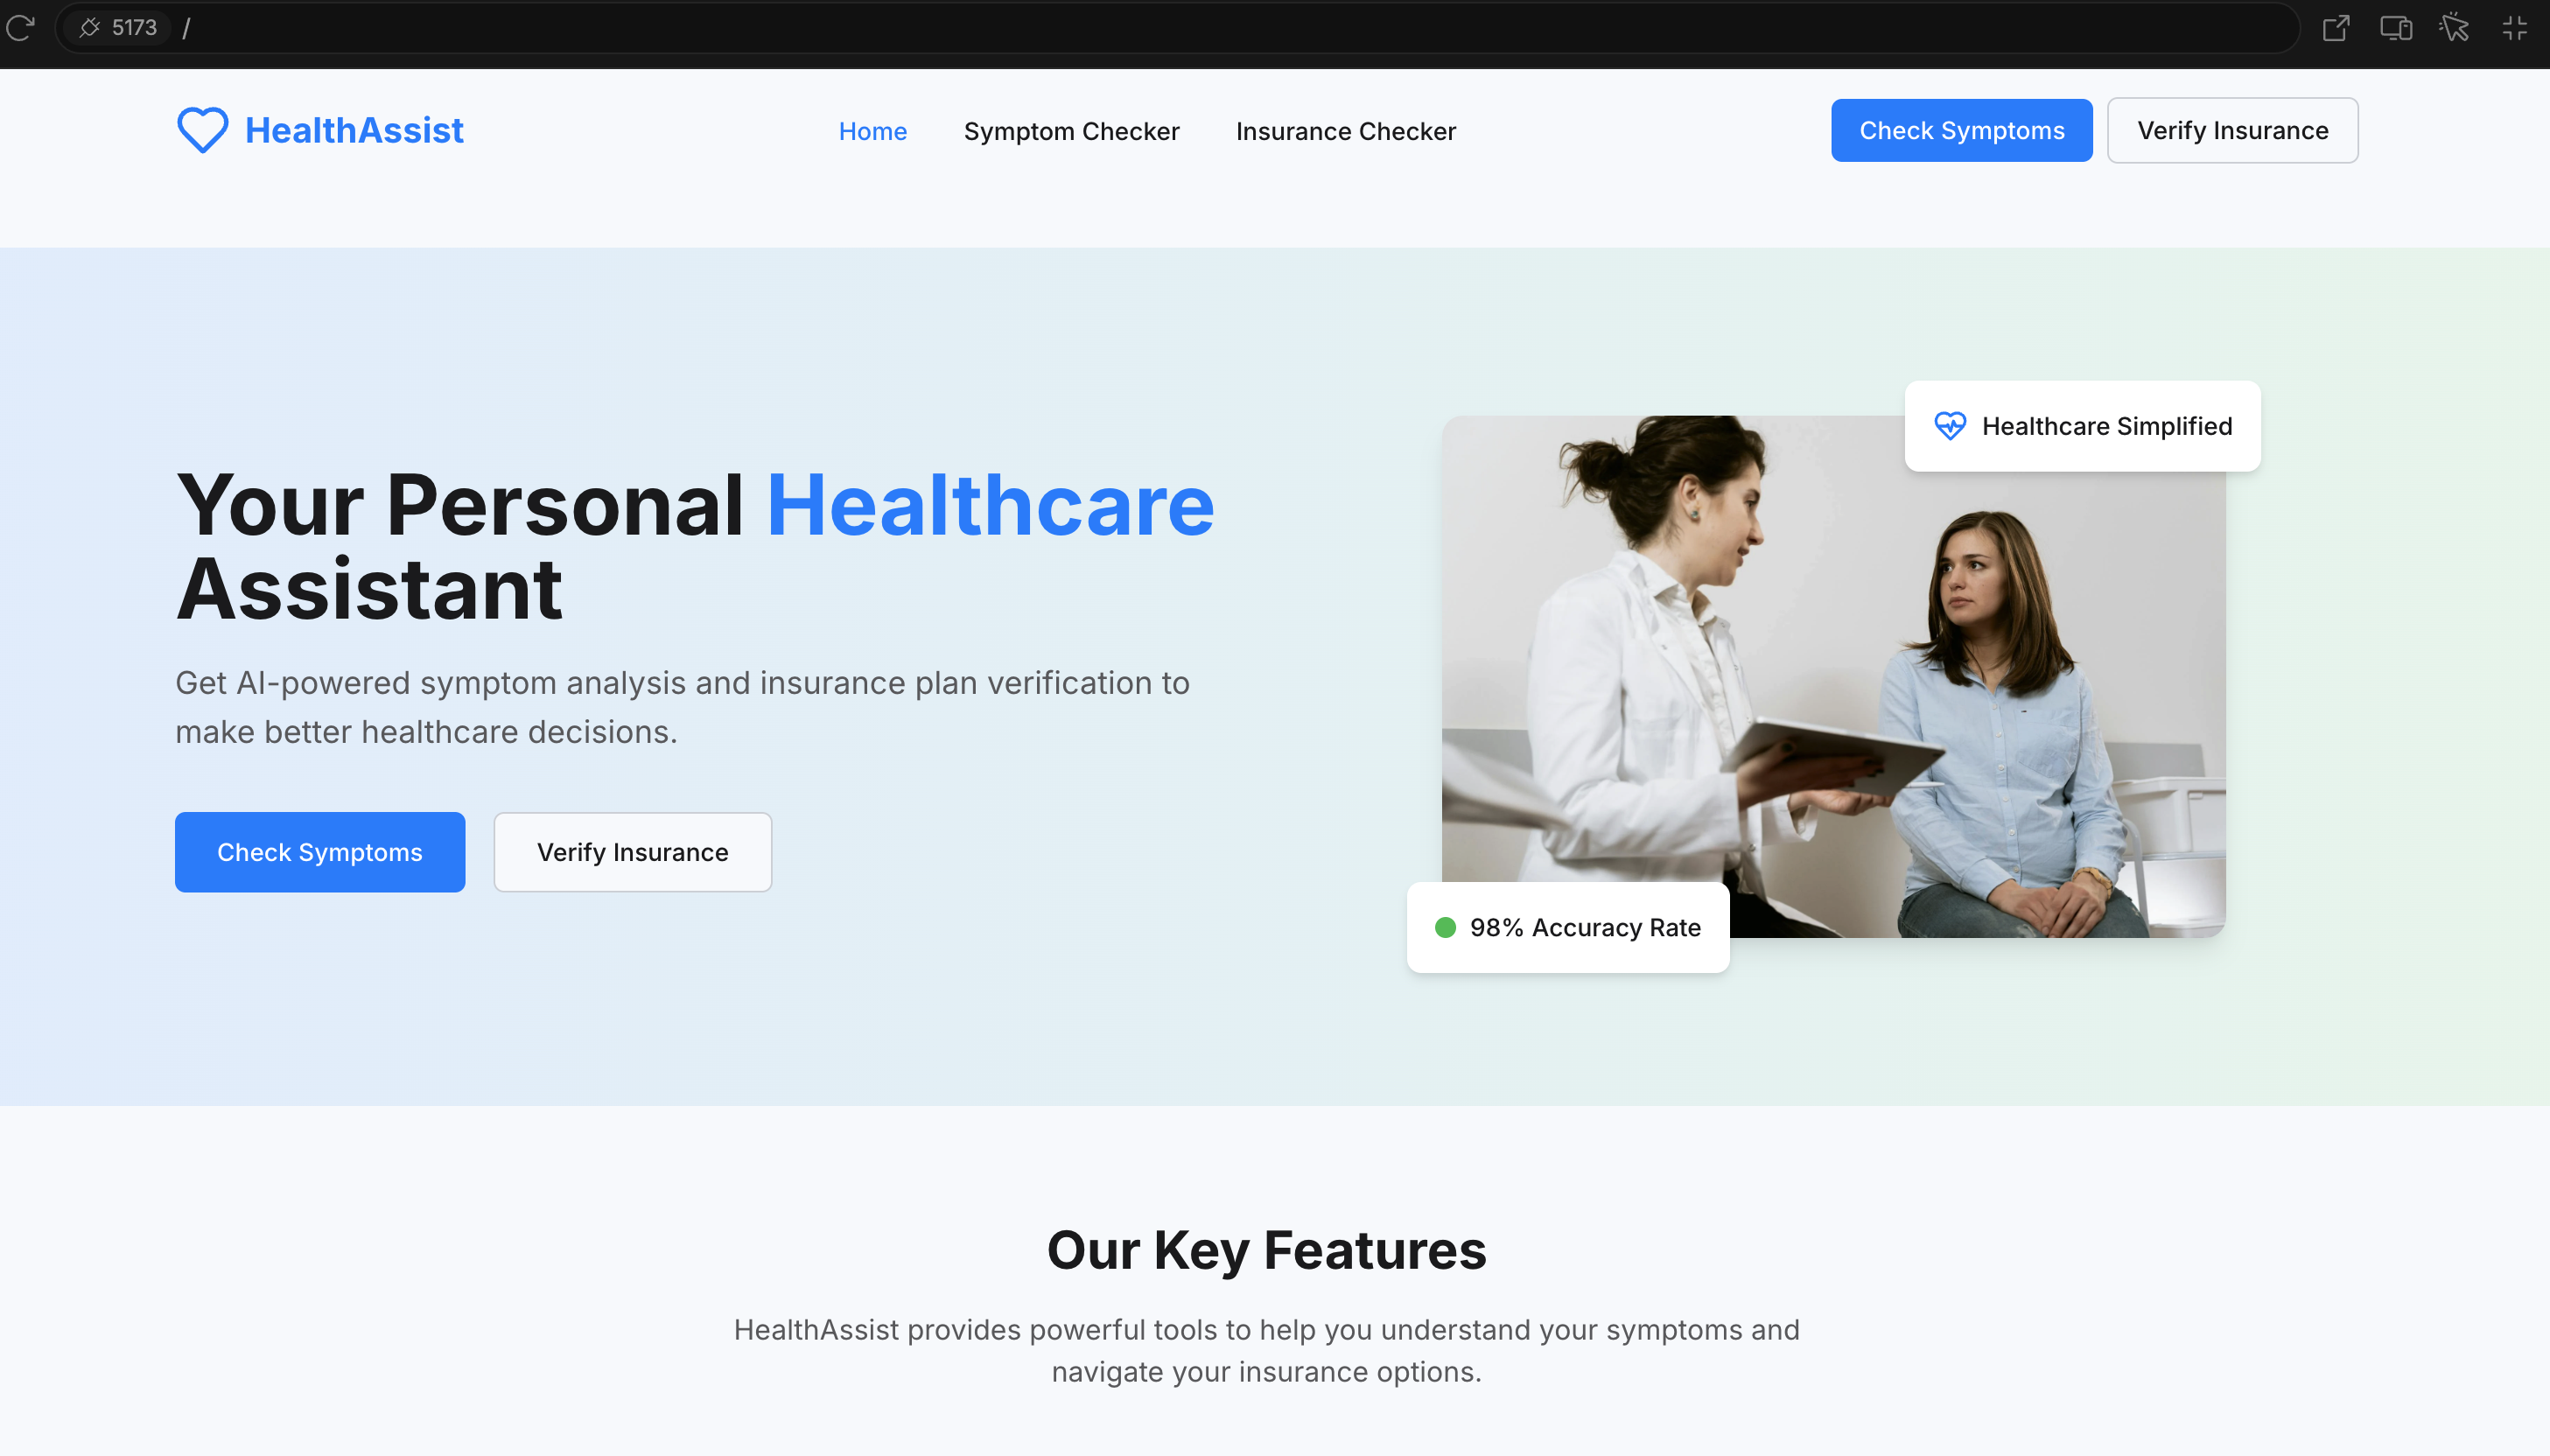 5173 /
HealthAssist
Home
Symptom Checker
Insurance Checker
Check Symptoms
Verify Insurance
Your Personal Healthcare
Assistant
Get AI-powered symptom analysis and insurance plan verification to
make better healthcare decisions.
Check Symptoms
Verify Insurance
Healthcare Simplified
98% Accuracy Rate
Our Key Features
HealthAssist provides powerful tools to help you understand your symptoms and
navigate your insurance options.